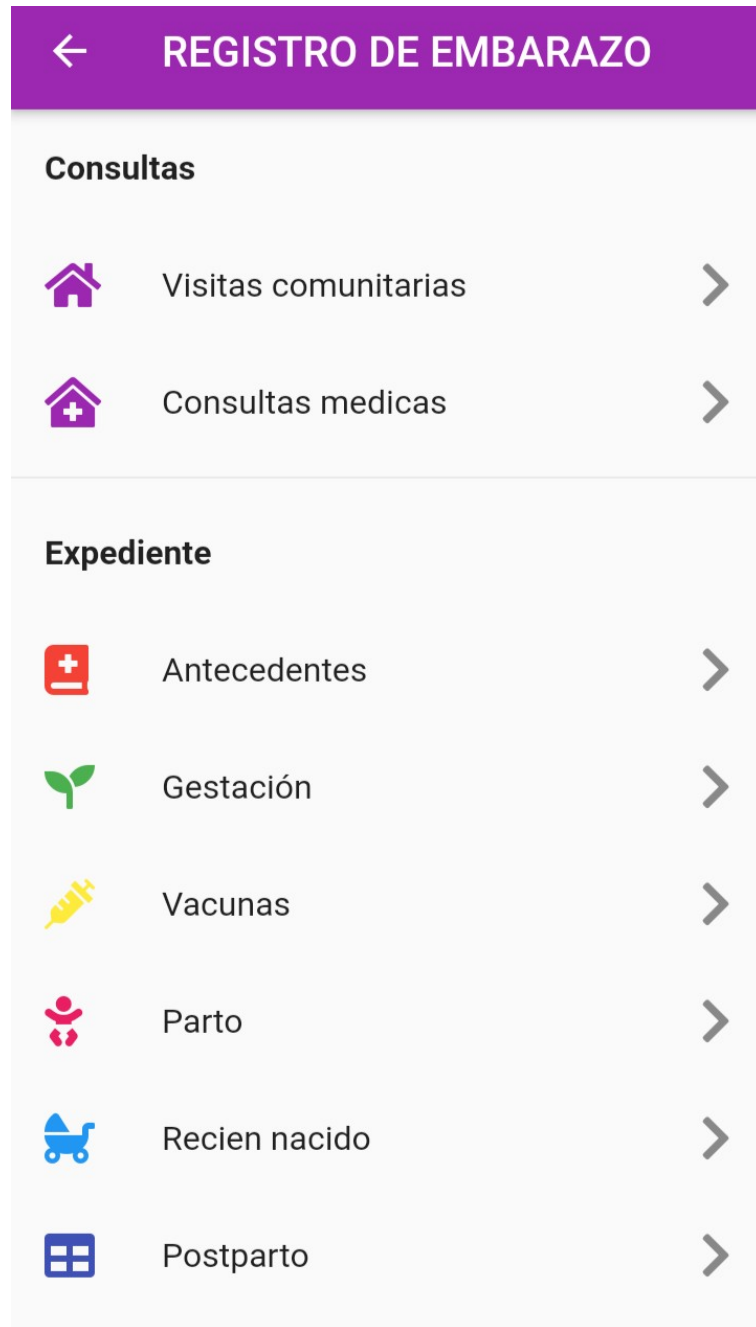 REGISTRO DE EMBARAZO
Consultas
Visitas comunitarias
Consultas medicas
Expediente
Antecedentes
Gestación
Vacunas
Parto
Recien nacido
Postparto